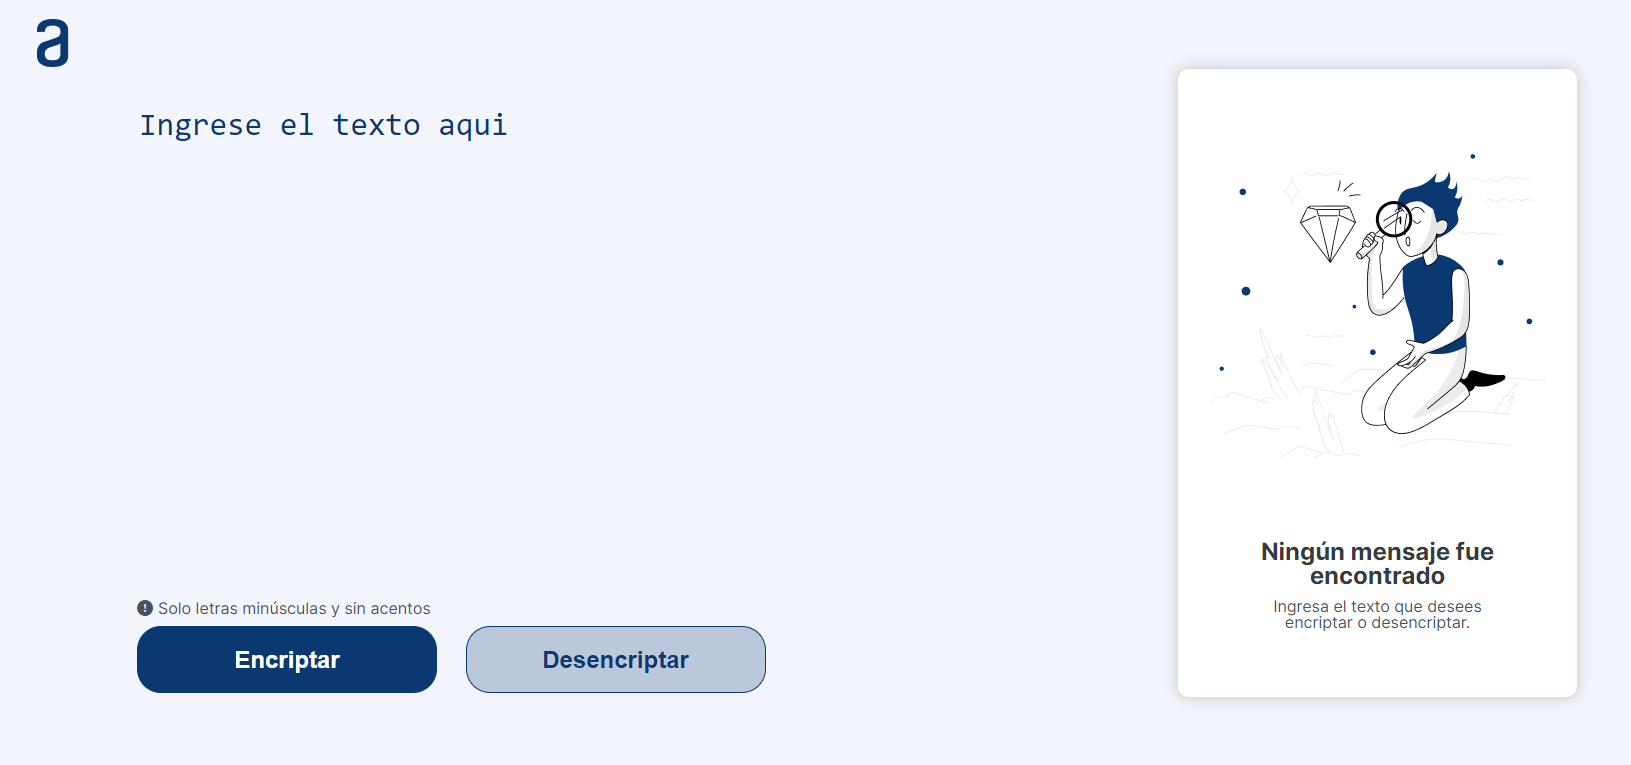 a
Ingrese el texto aqui
Solo letras minúsculas y sin acentos
Encriptar
Desencriptar
Ningún mensaje fue
encontrado
Ingresa el texto que desees
encriptar o desencriptar.